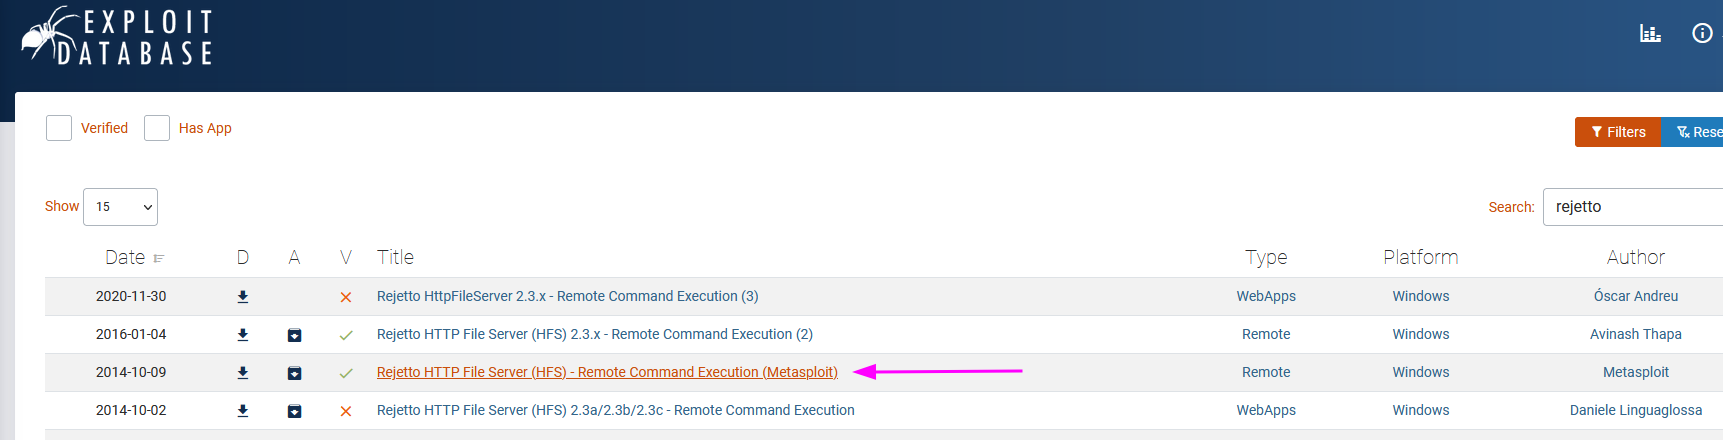 EXPLOIT
DATABASE
Verified Has App
Filters Rese
Show 15 Search: rejetto
Date D A V Title Type Platform Author
2020-11-30 Rejetto HttpFileServer 2.3.x - Remote Command Execution (3) WebApps Windows Óscar Andreu
2016-01-04 Rejetto HTTP File Server (HFS) 2.3.x - Remote Command Execution (2) Remote Windows Avinash Thapa
2014-10-09 Rejetto HTTP File Server (HFS) - Remote Command Execution (Metasploit) Remote Windows Metasploit
2014-10-02 Rejetto HTTP File Server (HFS) 2.3a/2.3b/2.3c - Remote Command Execution WebApps Windows Daniele Linguaglossa